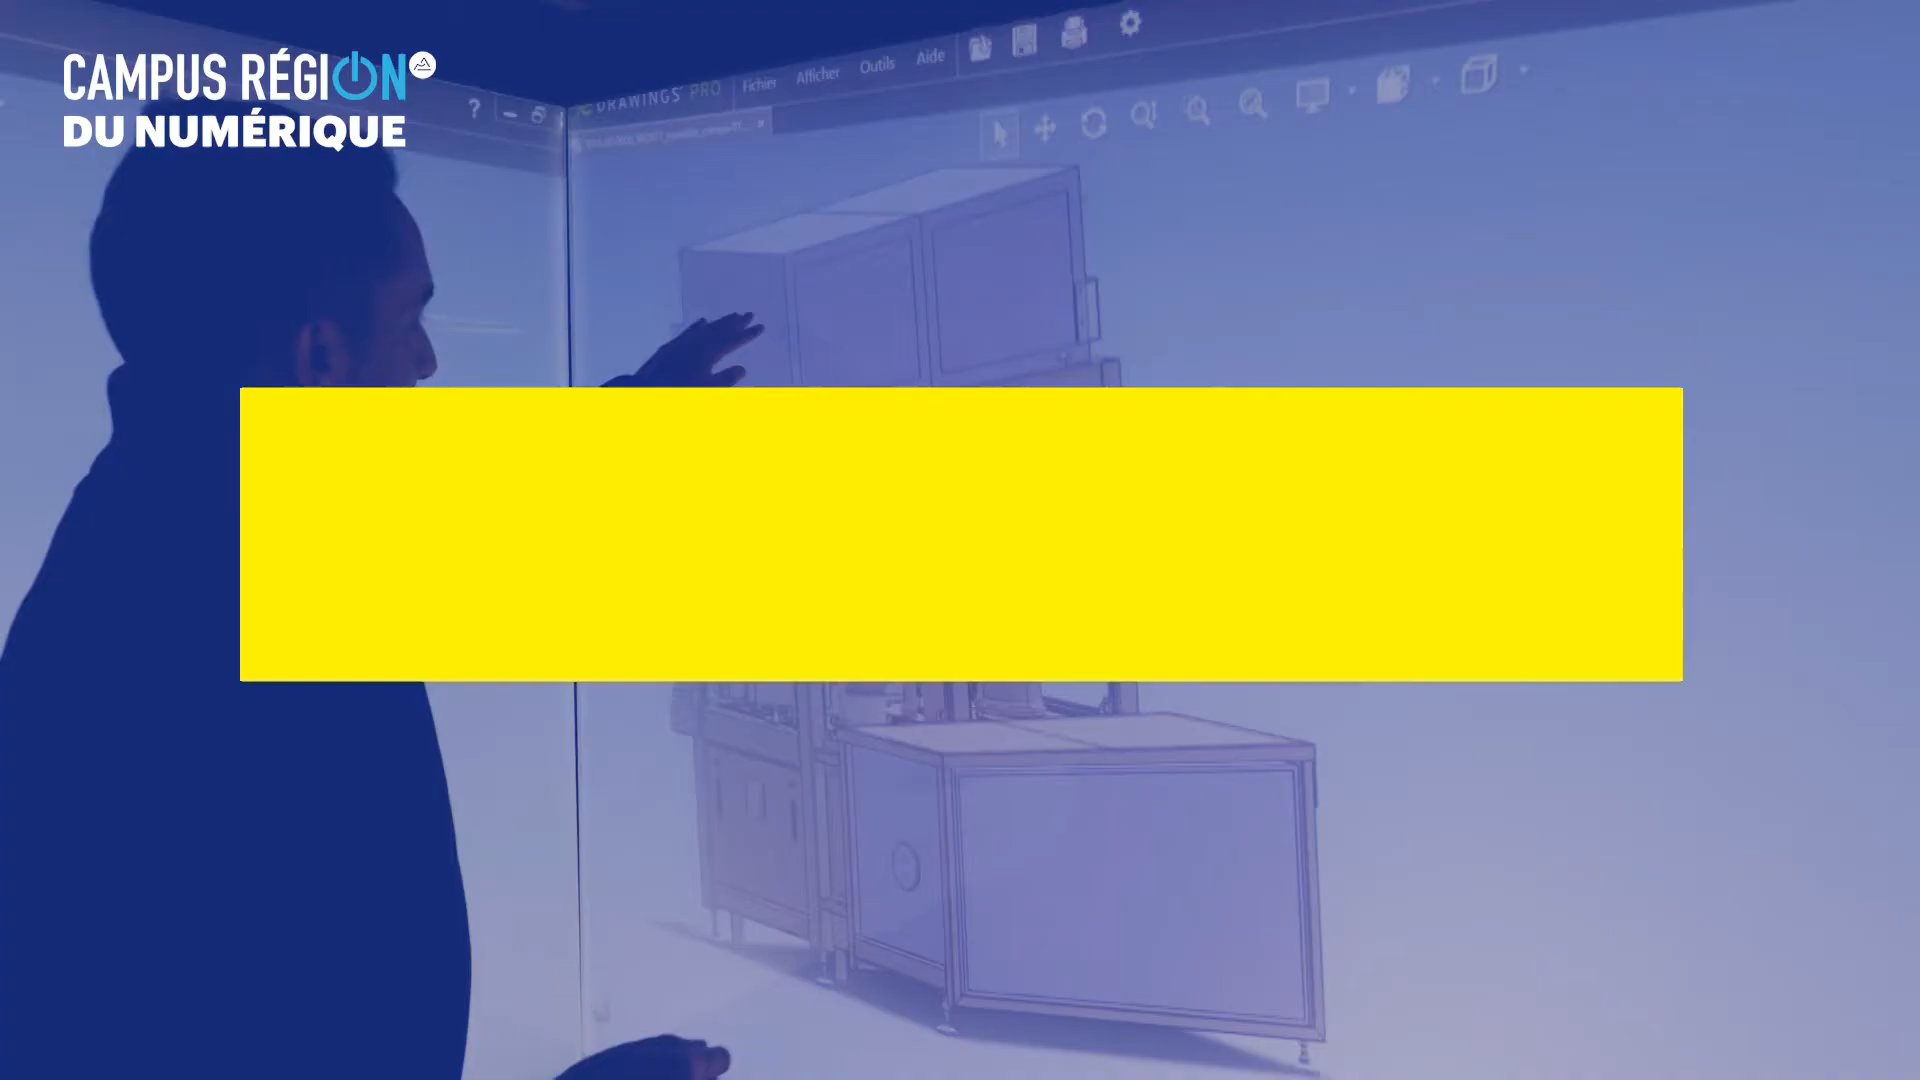 CAMPUS RÉGION
DU NUMÉRIQUE
?
DRAWINGS PRO
Fichier Afficher Outils Aide